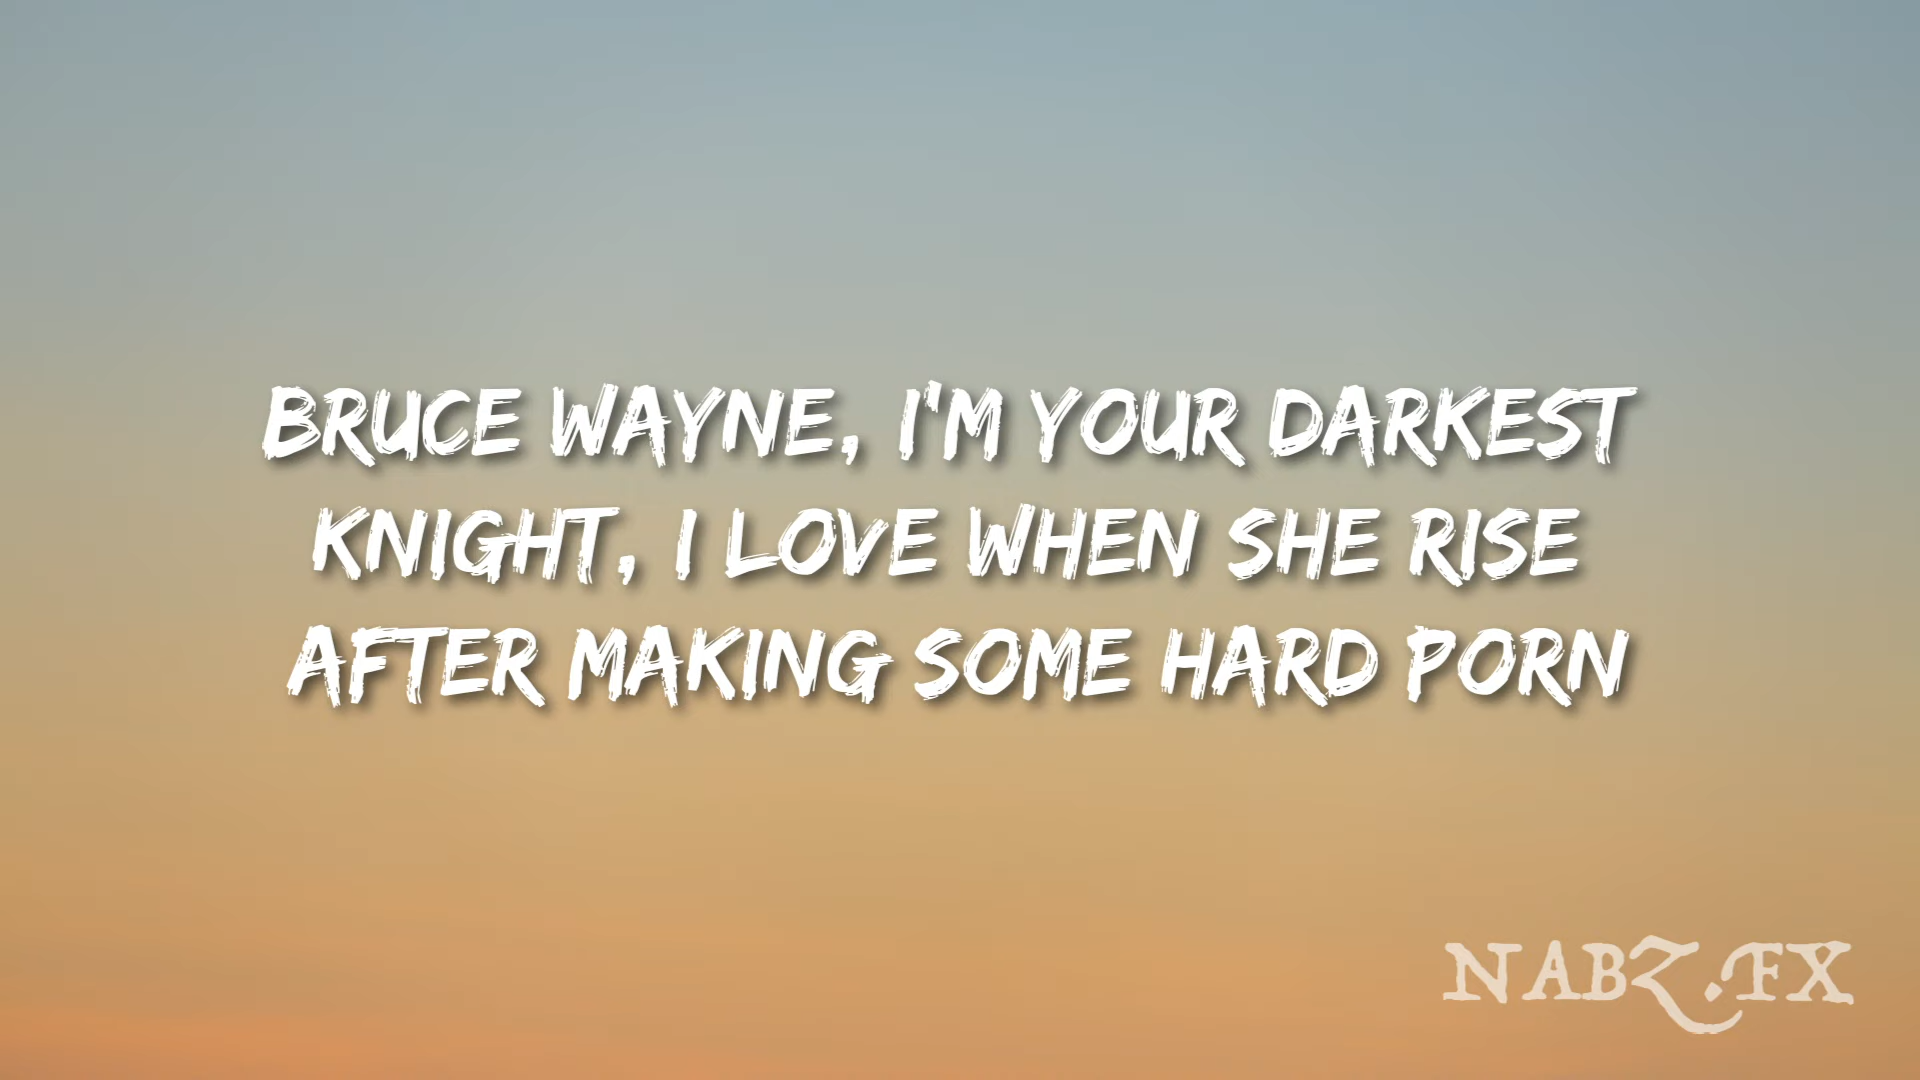 BRUCE WAYNE, I'M YOUR DARKEST
KNIGHT, I LOVE WHEN SHE RISE
AFTER MAKING SOME HARD PORN
NABZ.FX